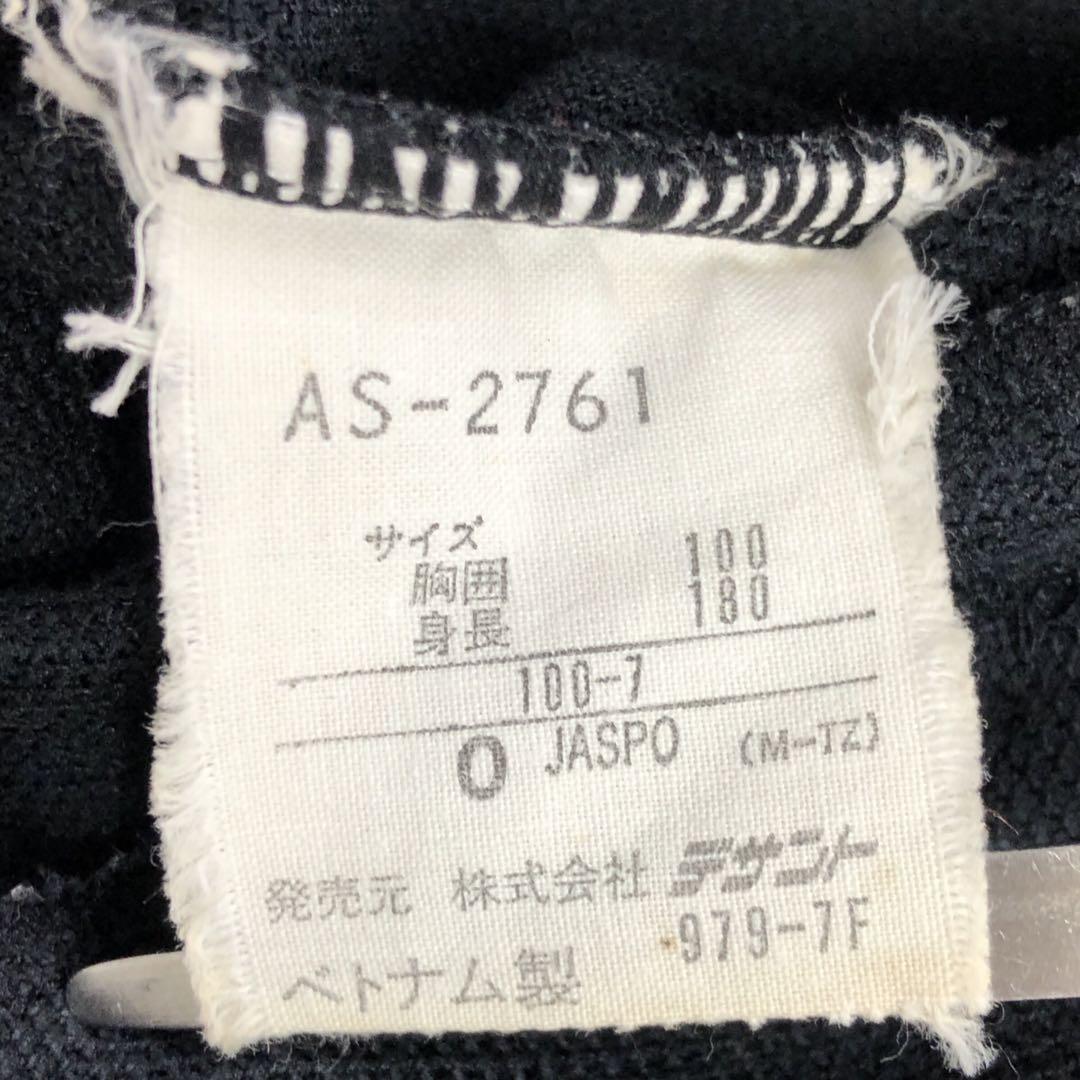 AS-2761
サイズ
胸囲 100
身長 180
100-7
O JASPO (M-TZ)
発売元 株式会社 デサント
979-7F
ベトナム製